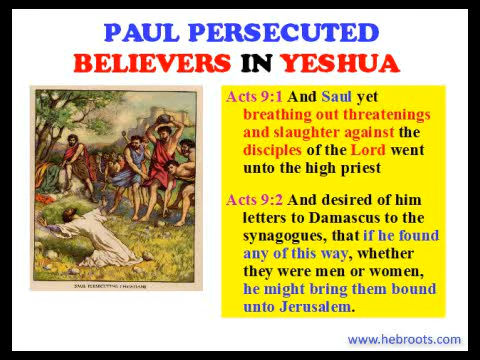 PAUL PERSECUTED
BELIEVERS IN YESHUA
Acts 9:1 And Saul yet
breathing out threatenings
and slaughter against the
disciples of the Lord went
unto the high priest
Acts 9:2 And desired of him
letters to Damascus to the
synagogues, that if he found
any of this way, whether
they were men or women,
he might bring them bound
unto Jerusalem.
PAUL PERSECUTING CHRISTIANS
www.hebroots.com